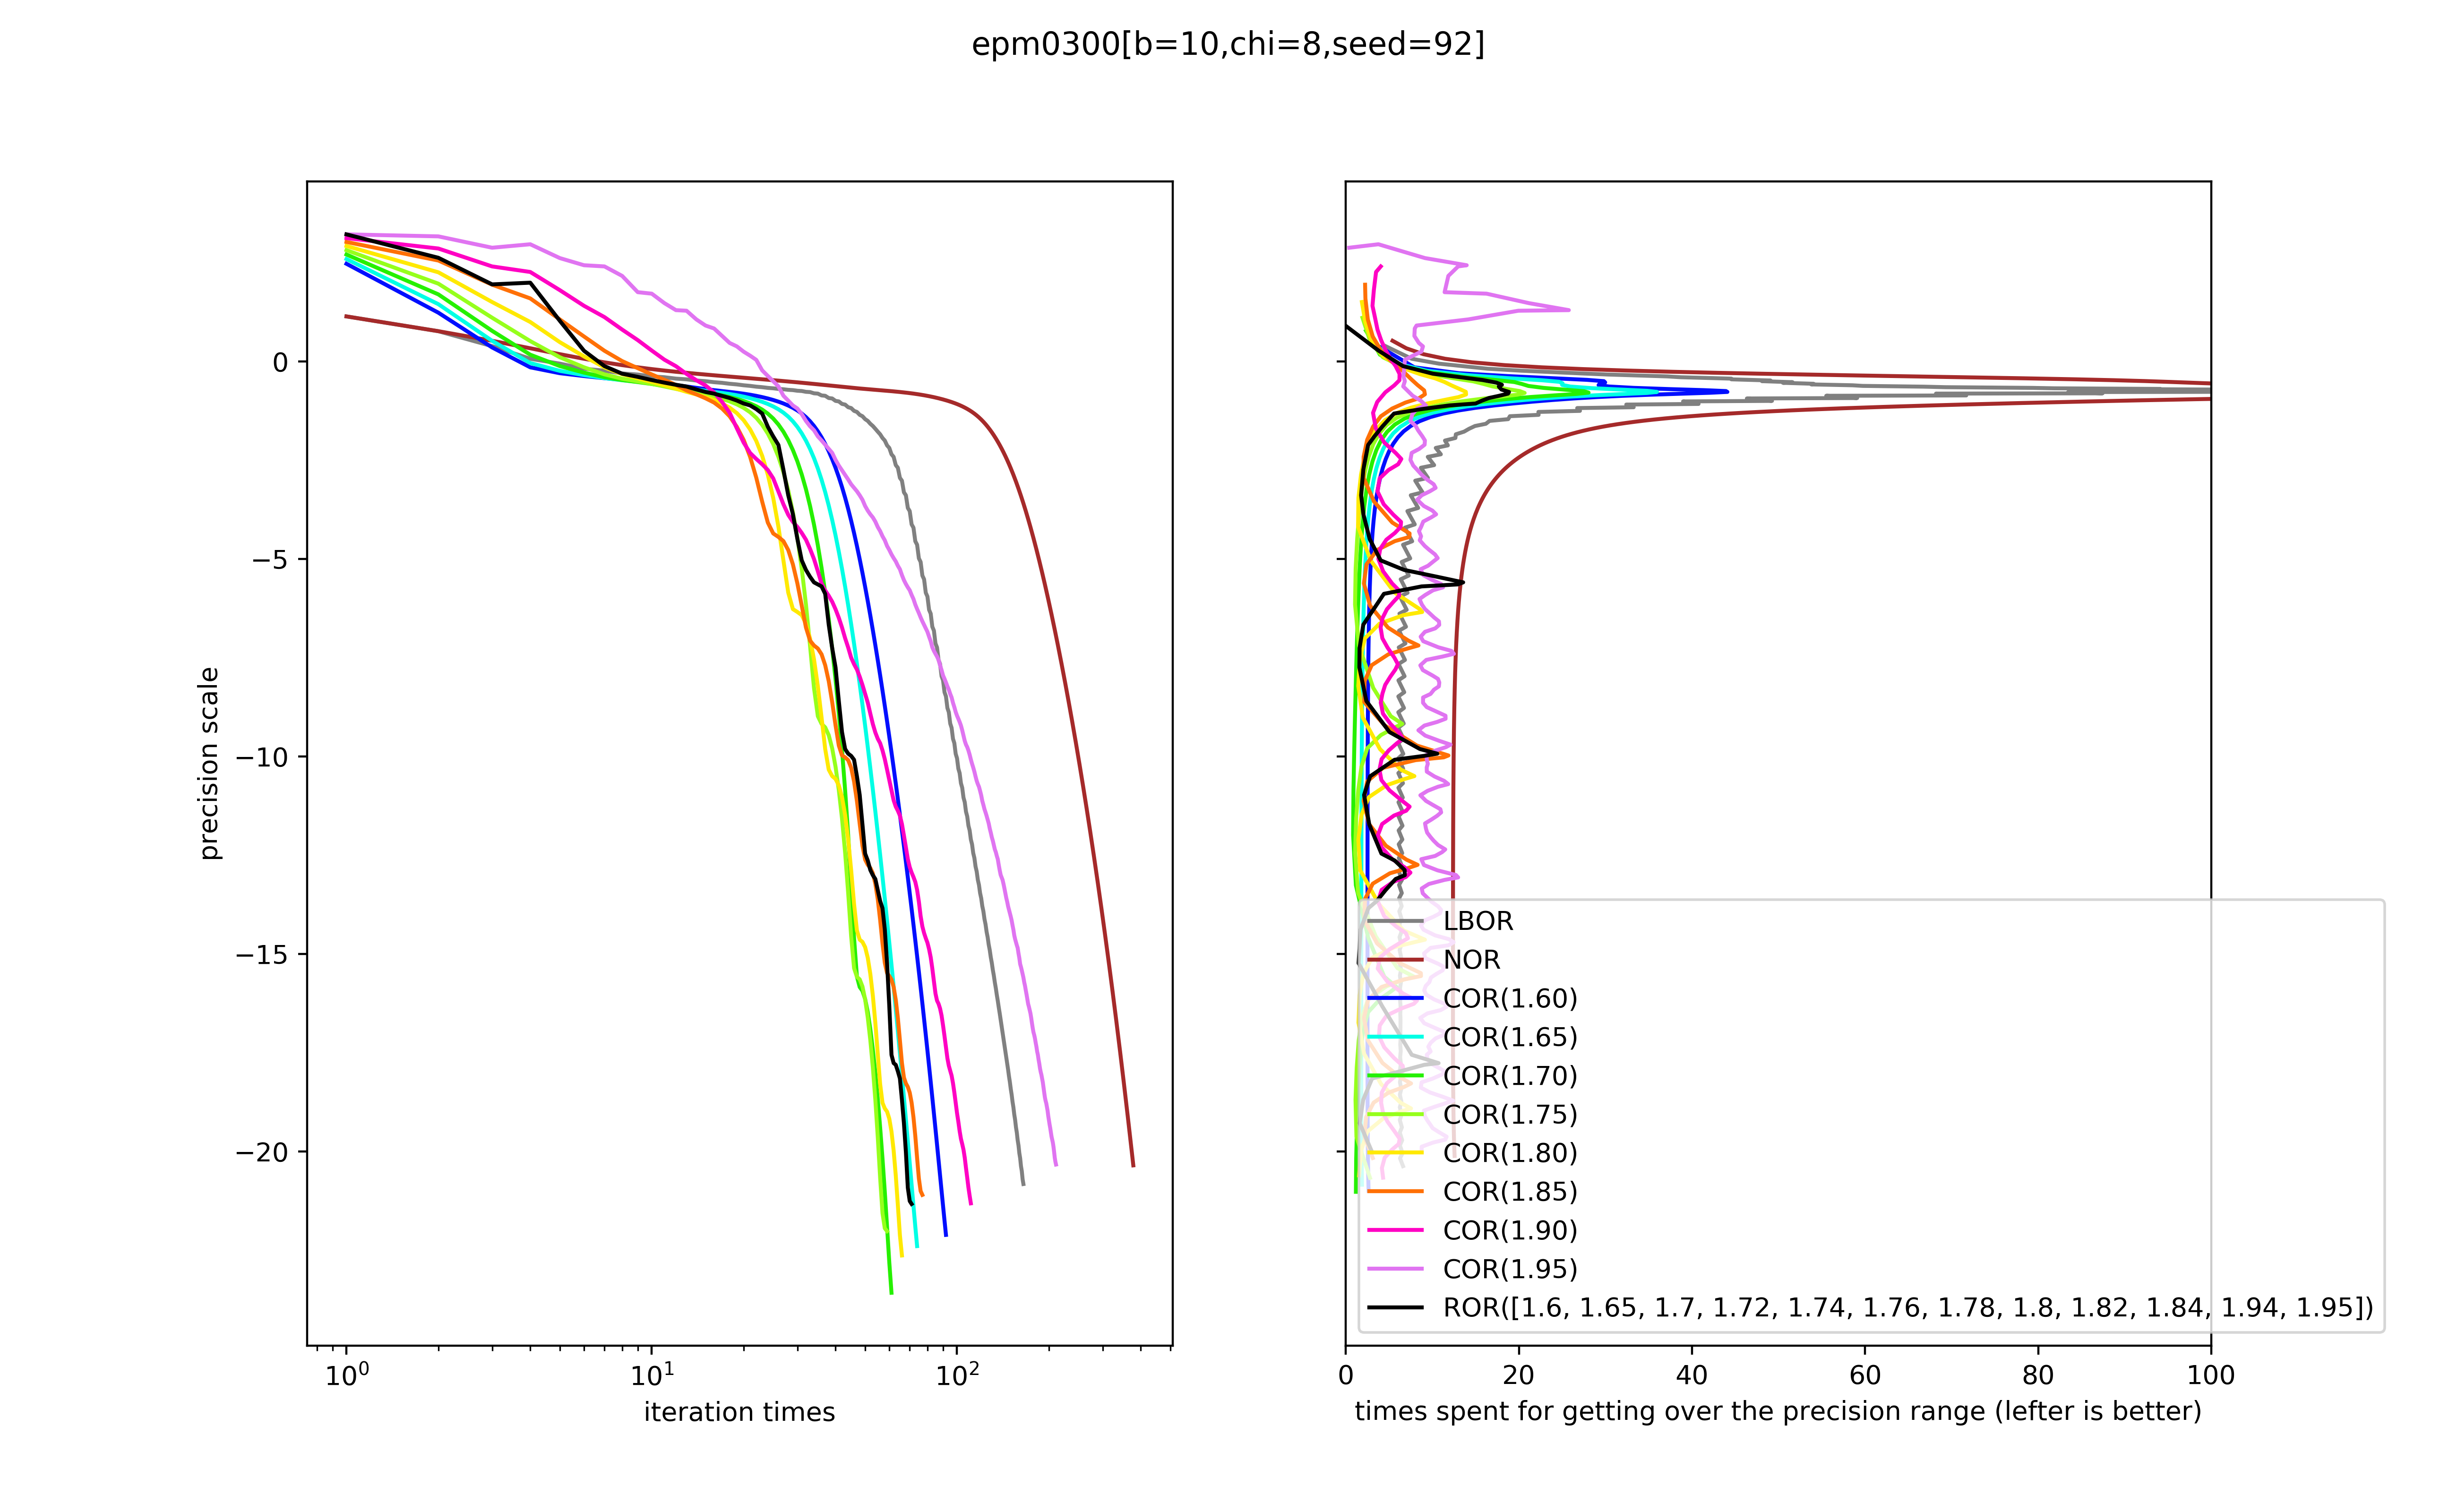 epm0300[b=10,chi=8,seed=92]
precision scale
0
−5
−10
−15
−20
10⁰
10¹
10²
iteration times
0
20
40
60
80
100
times spent for getting over the precision range (lefter is better)
LBOR
NOR
COR(1.60)
COR(1.65)
COR(1.70)
COR(1.75)
COR(1.80)
COR(1.85)
COR(1.90)
COR(1.95)
ROR([1.6, 1.65, 1.7, 1.72, 1.74, 1.76, 1.78, 1.8, 1.82, 1.84, 1.94, 1.95])